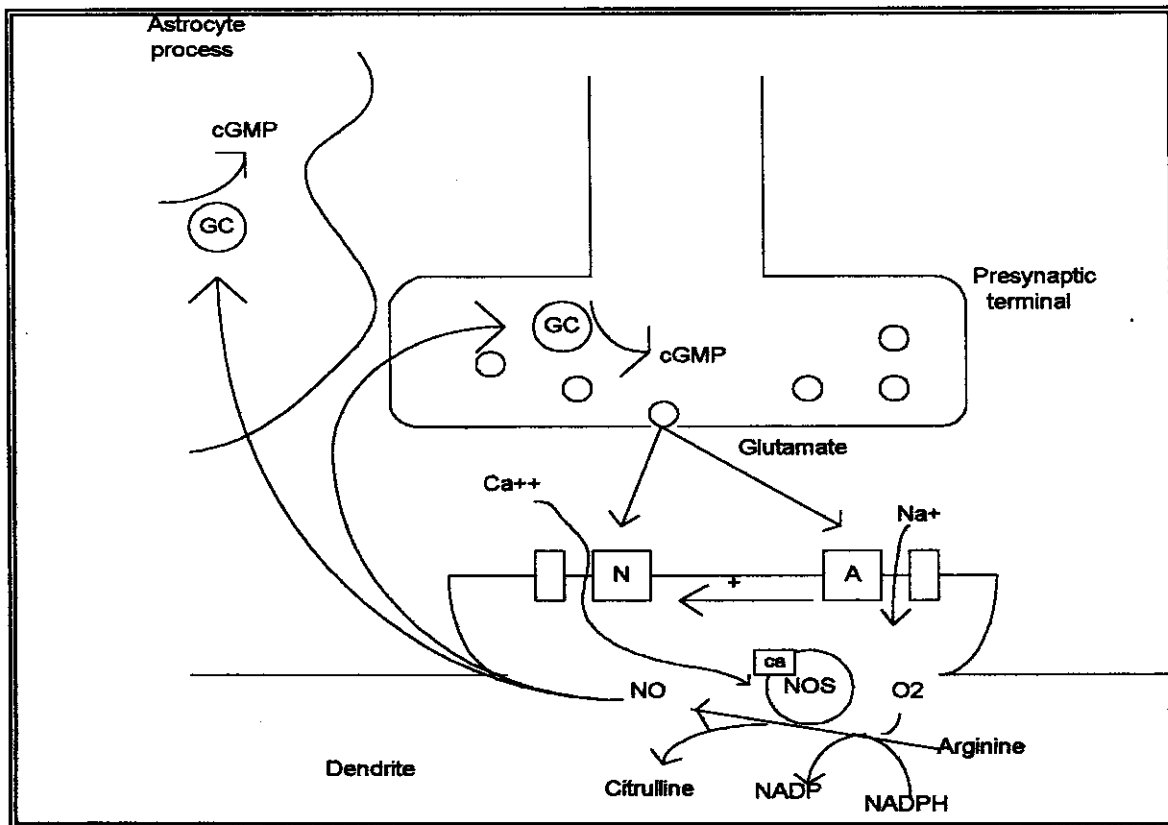 Astrocyte
process
cGMP
GC
Presynaptic
terminal
GC
cGMP
Glutamate
Ca++
Na+
N
A
+
ca
NOS
NO
O2
Arginine
Dendrite
Citrulline
NADP
NADPH